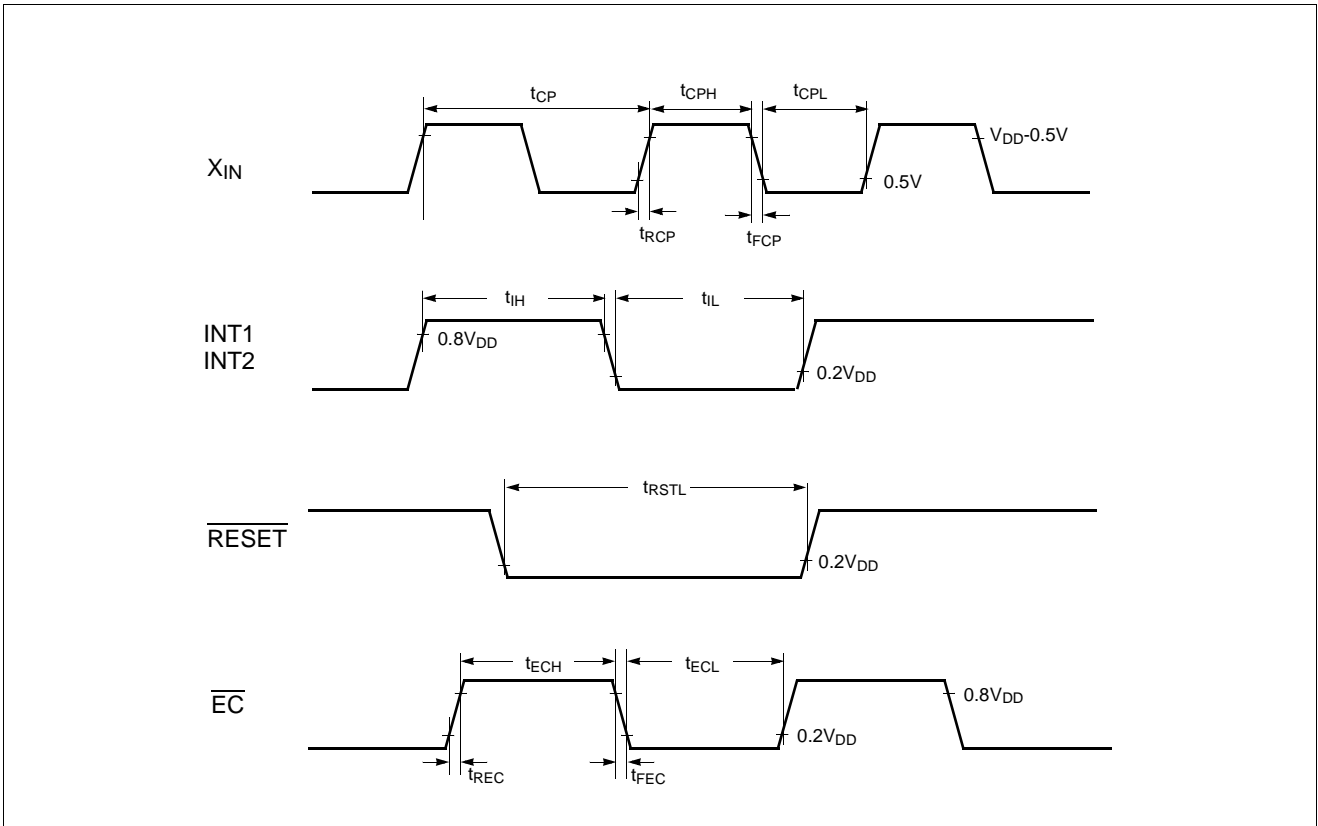 tCP
tCPH
tCPL
XIN
VDD-0.5V
0.5V
tRCP
tFCP
tIH
tIL
INT1
INT2
0.8VDD
0.2VDD
tRSTL
RESET
0.2VDD
tECH
tECL
EC
0.8VDD
0.2VDD
tREC
tFEC